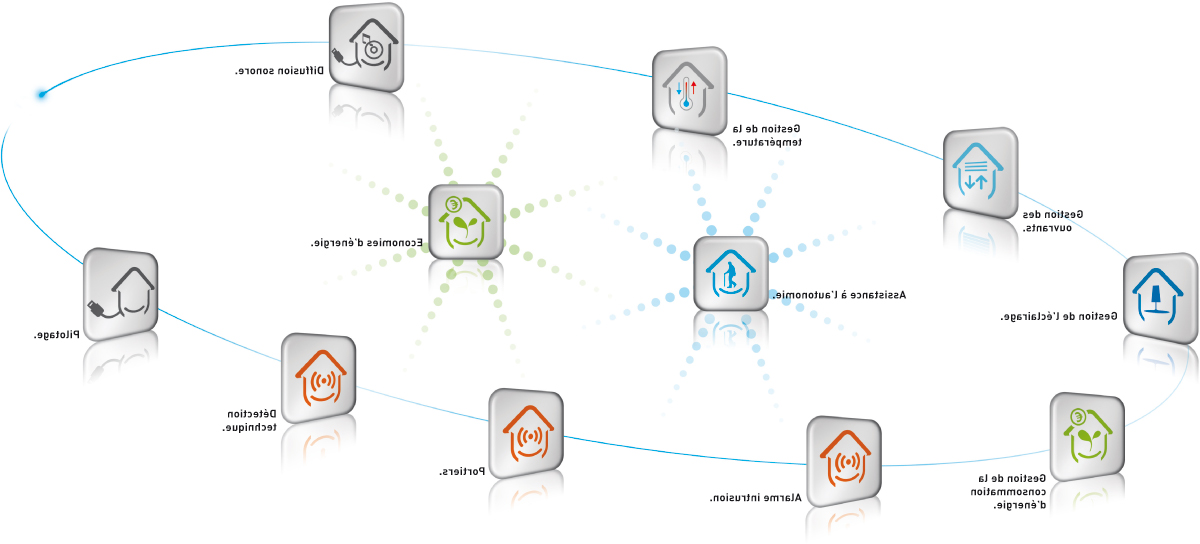 Diffusion sonore.
Gestion de la
température.
Gestion des
ouvrants.
Economies d'énergie.
Assistance à l'autonomie.
Gestion de l'éclairage.
Pilotage.
Détection
technique.
Portiers.
Alarme intrusion.
Gestion de la
consommation
d'énergie.